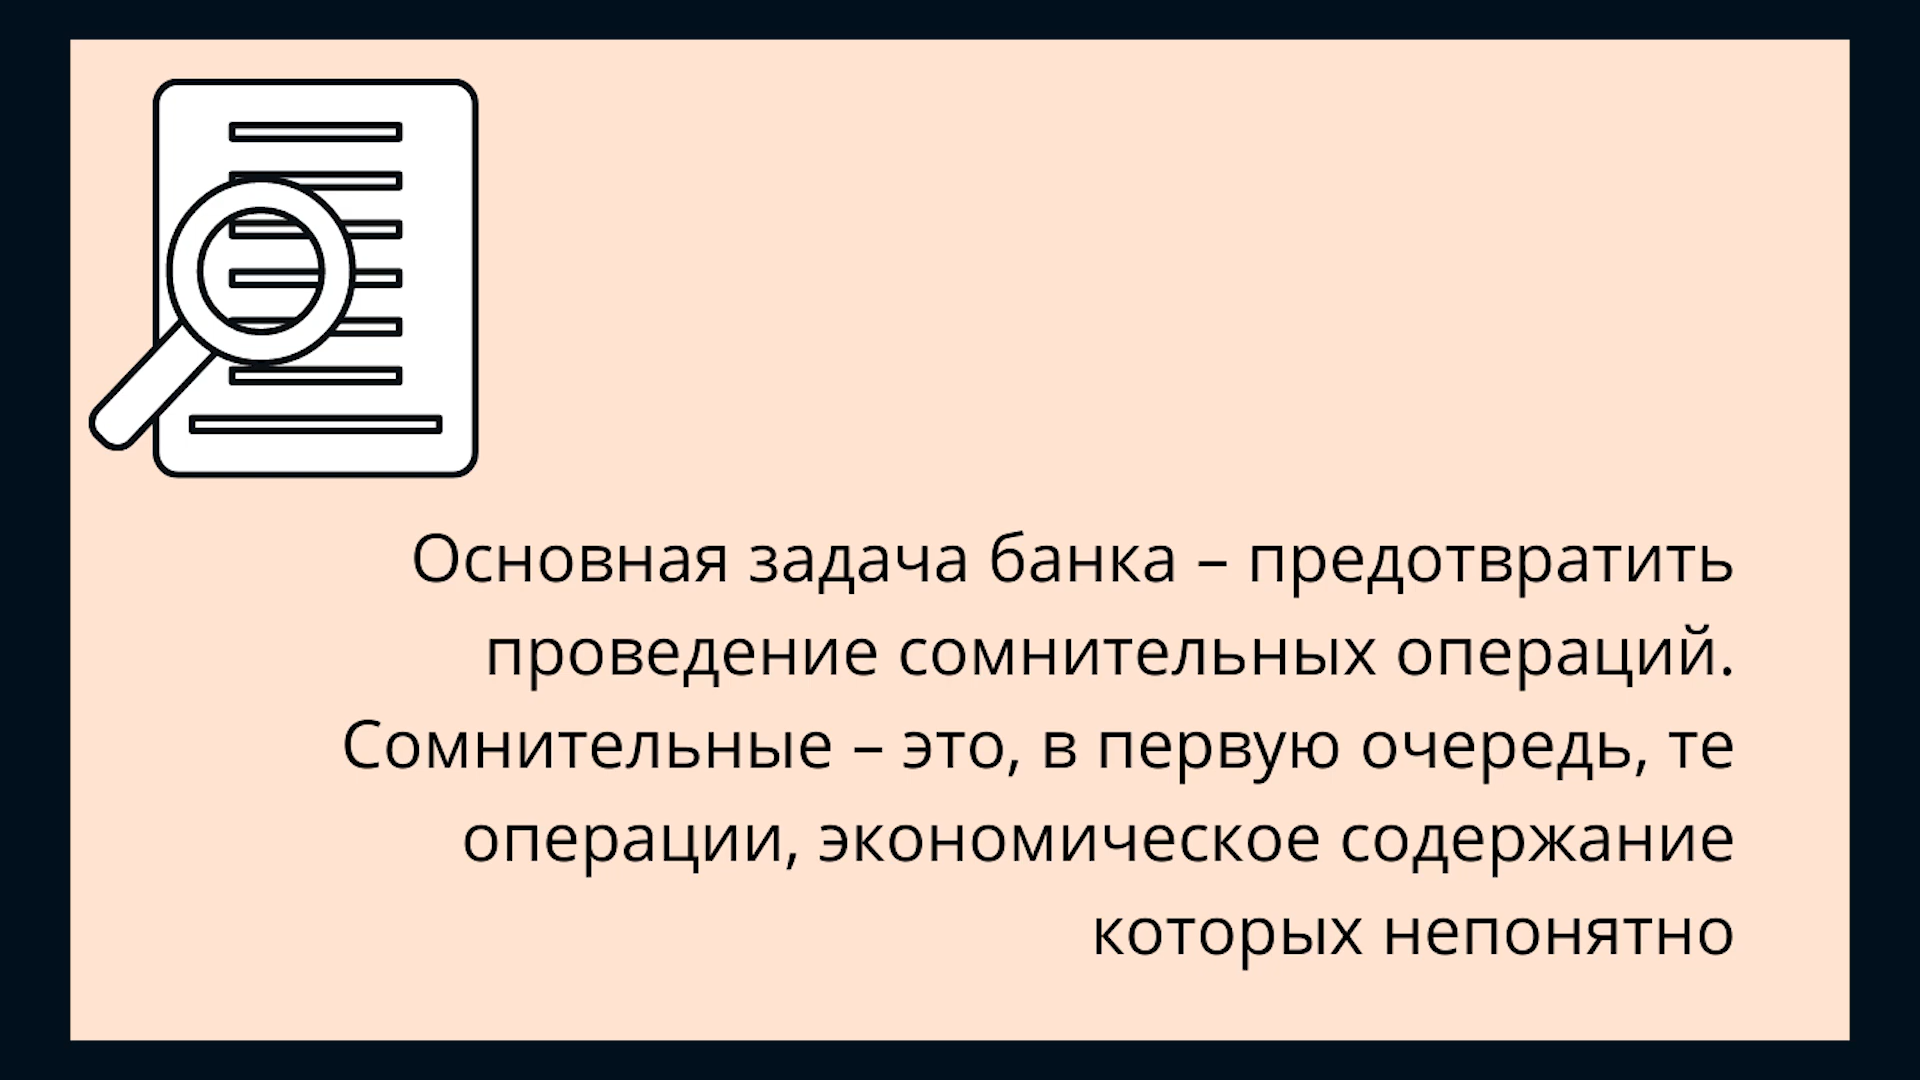 Основная задача банка – предотвратить
проведение сомнительных операций.
Сомнительные – это, в первую очередь, те
операции, экономическое содержание
которых непонятно